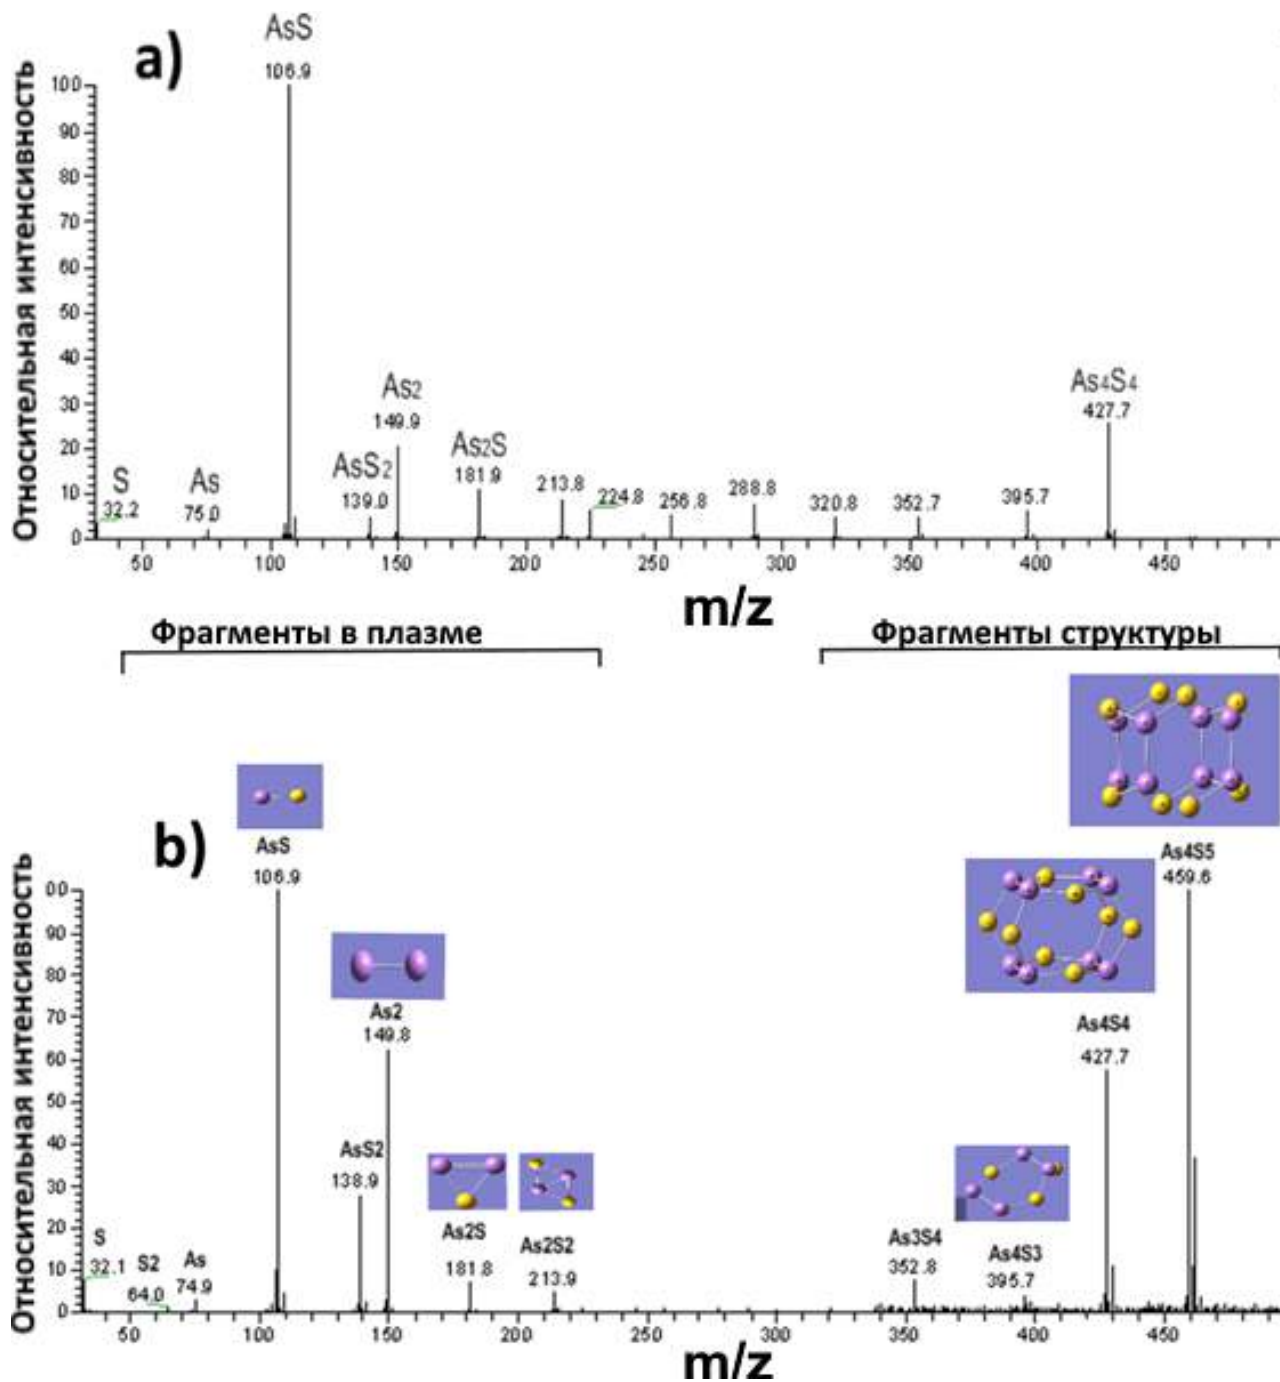 a)
AsS
106.9
Относительная интенсивность
100
90
80
70
60
50
40
30
20
10
0
S
32.2
As
75.0
AsS2
139.0
As2
149.9
As2S
181.9
213.8
224.8
256.8
288.8
320.8
352.7
395.7
As4S4
427.7
50
100
150
200
250
300
350
400
450
m/z
Фрагменты в плазме
Фрагменты структуры
b)
Относительная интенсивность
00
90
80
70
60
50
40
30
20
10
0
S
32.1
S2
64.0
As
74.9
AsS
106.9
AsS2
138.9
As2
149.8
As2S
181.8
As2S2
213.9
As3S4
352.8
As4S3
395.7
As4S4
427.7
As4S5
459.6
50
100
150
200
250
300
350
400
450
m/z